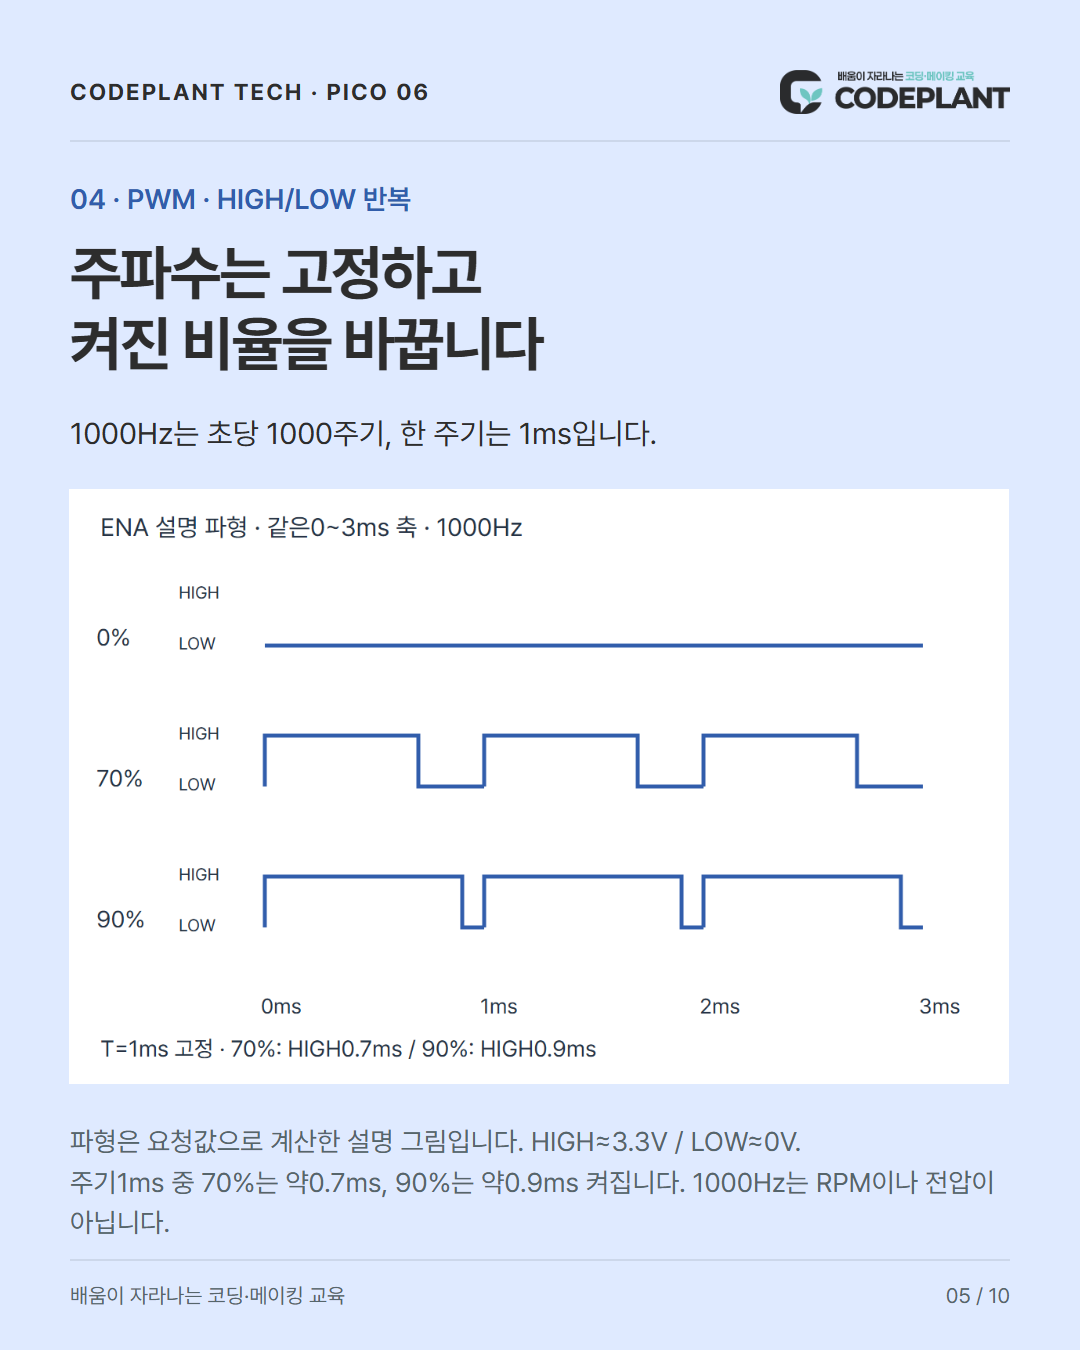 CODEPLANT TECH · PICO 06
배움이 자라나는 코딩·메이킹 교육
CODEPLANT
04 · PWM · HIGH/LOW 반복
주파수는 고정하고
켜진 비율을 바꿉니다
1000Hz는 초당 1000주기, 한 주기는 1ms입니다.
ENA 설명 파형 · 같은0~3ms 축 · 1000Hz
HIGH
0%
LOW
HIGH
70%
LOW
HIGH
90%
LOW
0ms 1ms 2ms 3ms
T=1ms 고정 · 70%: HIGH0.7ms / 90%: HIGH0.9ms
파형은 요청값으로 계산한 설명 그림입니다. HIGH≈3.3V / LOW≈0V.
주기1ms 중 70%는 약0.7ms, 90%는 약0.9ms 켜집니다. 1000Hz는 RPM이나 전압이
아닙니다.
배움이 자라나는 코딩·메이킹 교육
05 / 10